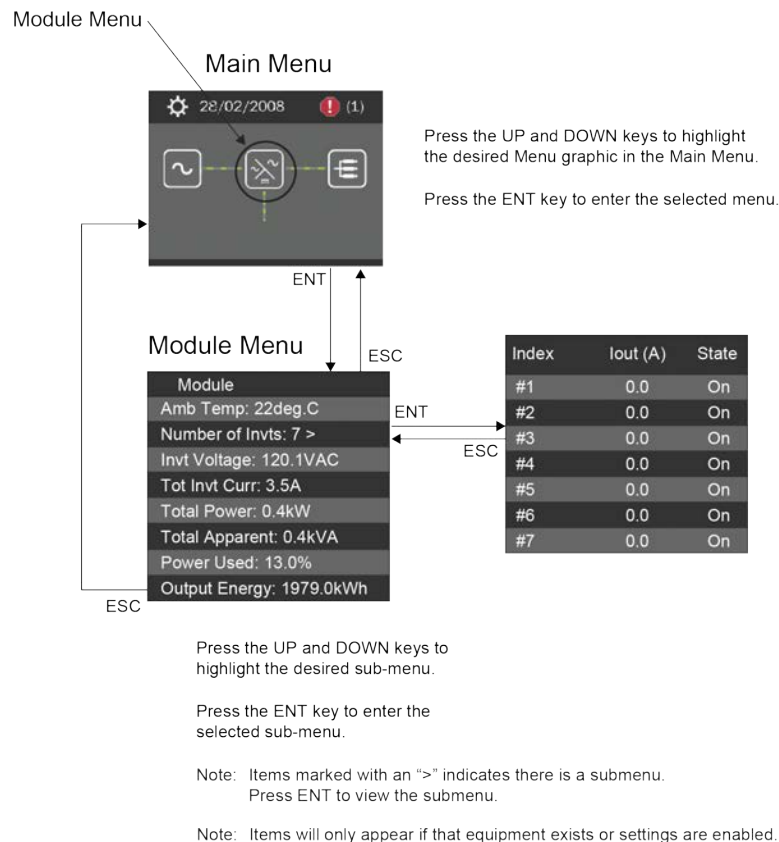 Module Menu
Main Menu
28/02/2008 (1)
Press the UP and DOWN keys to highlight
the desired Menu graphic in the Main Menu.
Press the ENT key to enter the selected menu.
ENT
ESC
Module Menu
Module
Amb Temp: 22deg.C
Number of Invts: 7 >
Invt Voltage: 120.1VAC
Tot Invt Curr: 3.5A
Total Power: 0.4kW
Total Apparent: 0.4kVA
Power Used: 13.0%
Output Energy: 1979.0kWh
ESC
ENT
ESC
Index Iout (A) State
#1 0.0 On
#2 0.0 On
#3 0.0 On
#4 0.0 On
#5 0.0 On
#6 0.0 On
#7 0.0 On
Press the UP and DOWN keys to
highlight the desired sub-menu.
Press the ENT key to enter the
selected sub-menu.
Note: Items marked with an “>” indicates there is a submenu.
Press ENT to view the submenu.
Note: Items will only appear if that equipment exists or settings are enabled.